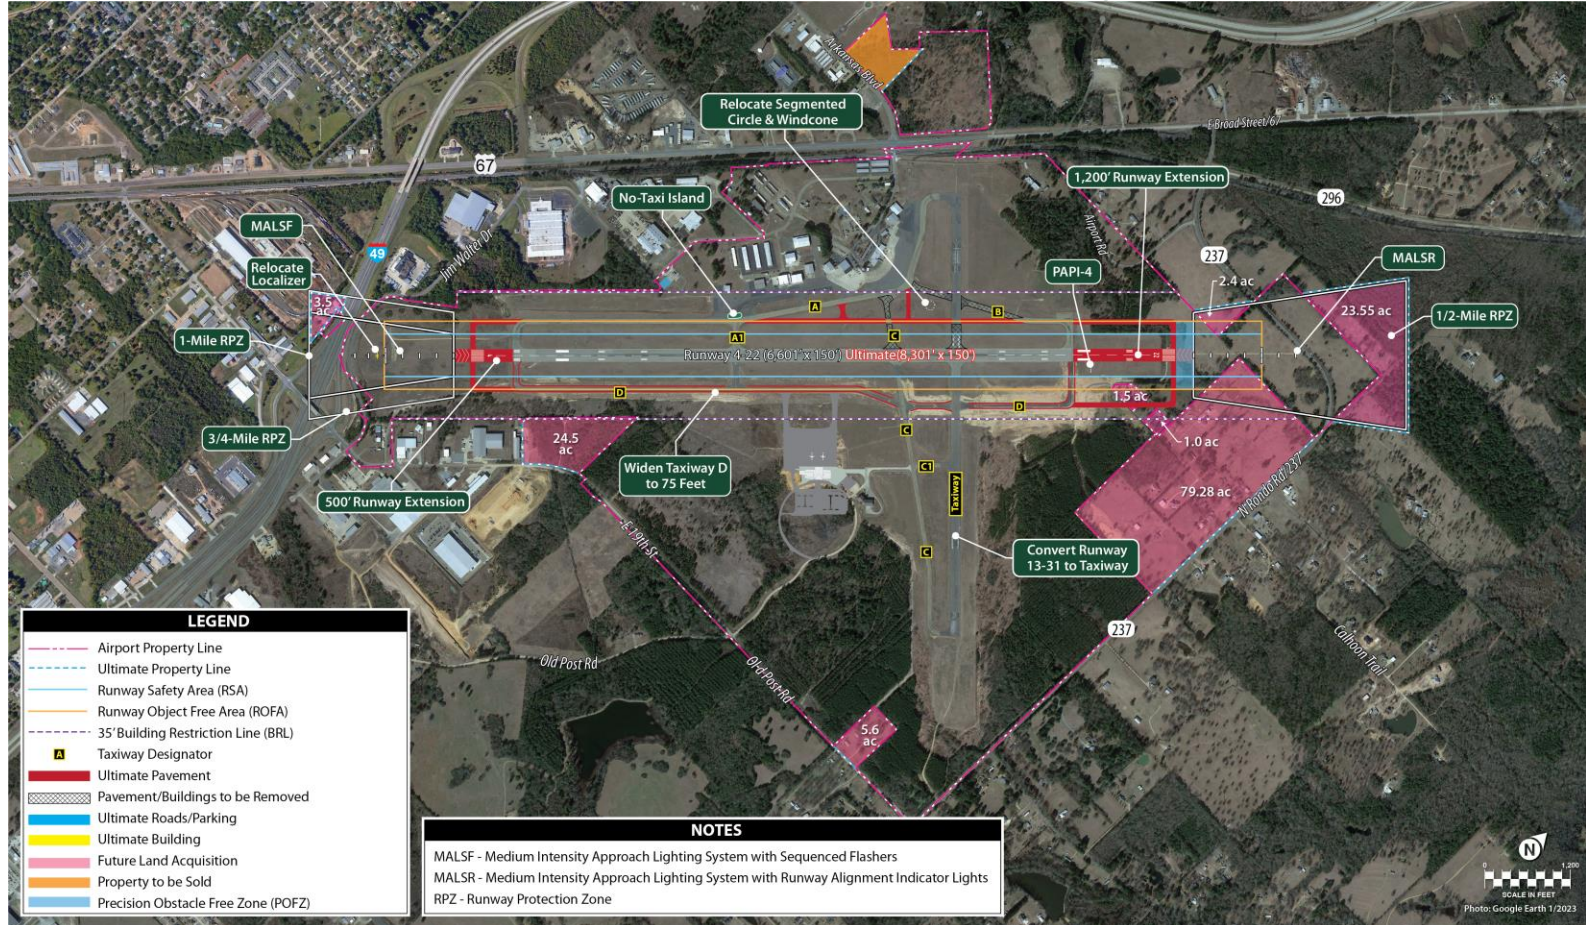 Arkansas Blvd
Relocate Segmented
Circle & Windcone
E Broad Street/67
67
1,200' Runway Extension
296
No-Taxi Island
MALSF
Jim Walter Dr
Airport Rd
237
49
Relocate
Localizer
PAPI-4
MALSR
2.4 ac
3.5
ac
23.55 ac
1/2-Mile RPZ
A
B
1-Mile RPZ
A1
C
Runway 4-22 (6,601' x 150') Ultimate(8,301' x 150')
D
D
1.5 ac
3/4-Mile RPZ
24.5
ac
C
1.0 ac
Widen Taxiway D
to 75 Feet
C1
500' Runway Extension
Taxiway
79.28 ac
N Rondo Rd 237
E 19th St
C
Convert Runway
13-31 to Taxiway
237
Calhoon Trail
Old Post Rd
Old Post Rd
5.6
ac
LEGEND
Airport Property Line
Ultimate Property Line
Runway Safety Area (RSA)
Runway Object Free Area (ROFA)
35' Building Restriction Line (BRL)
A
Taxiway Designator
Ultimate Pavement
Pavement/Buildings to be Removed
Ultimate Roads/Parking
Ultimate Building
Future Land Acquisition
Property to be Sold
Precision Obstacle Free Zone (POFZ)
NOTES
MALSF - Medium Intensity Approach Lighting System with Sequenced Flashers
MALSR - Medium Intensity Approach Lighting System with Runway Alignment Indicator Lights
RPZ - Runway Protection Zone
N
0 1,200
SCALE IN FEET
Photo: Google Earth 1/2023